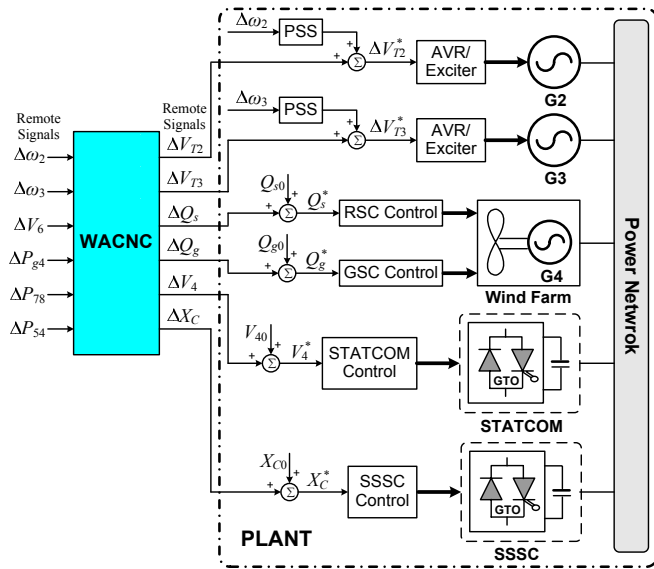 Δω2
PSS
+
+
Σ
ΔV*T2
AVR/
Exciter
G2
Δω3
PSS
+
+
Σ
ΔV*T3
AVR/
Exciter
G3
Remote
Signals
Remote
Signals
Δω2
Δω3
ΔV6
ΔPg4
ΔP78
ΔP54
WACNC
ΔVT2
ΔVT3
ΔQs
ΔQg
ΔV4
ΔXC
Qs0
+
+
Σ
Q*s
RSC Control
Qg0
+
+
Σ
Q*g
GSC Control
G4
Wind Farm
V40
+
+
Σ
V*4
STATCOM
Control
GTO
STATCOM
XC0
+
+
Σ
X*C
SSSC
Control
GTO
SSSC
PLANT
Power Netwrok